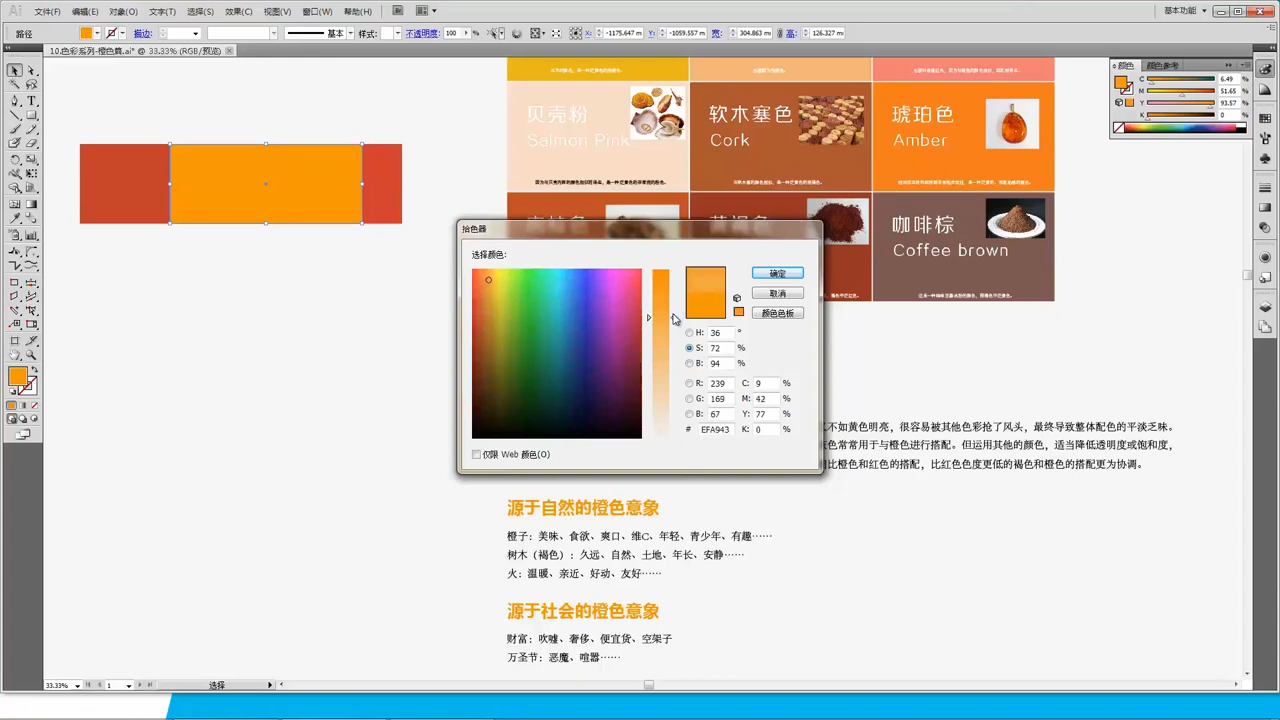 Ai 文件(F) 编辑(E) 对象(O) 文字(T) 选择(S) 效果(C) 视图(V) 窗口(W) 帮助(H) Br 基本功能
路径 描边: 基本 样式: 不透明度: 100 % X: -1175.647 m Y: -1059.557 m 宽: 304.863 m 高: 126.327 m
10.色彩系列-橙色篇.ai* @ 33.33% (RGB/预览)
颜色 颜色参考
C 6.49 %
M 51.65 %
Y 93.57 %
K 0 %
贝壳粉
Salmon Pink
软木塞色
Cork
琥珀色
Amber
咖啡棕
Coffee brown
拾色器
选择颜色:
确定
取消
颜色色板
H: 36 °
S: 72 %
B: 94 %
R: 239 C: 9 %
G: 169 M: 42 %
B: 67 Y: 77 %
# EFA943 K: 0 %
仅限 Web 颜色(O)
不如黄色明亮，很容易被其他色彩抢了风头，最终导致整体配色的平淡乏味。
色常常用于与橙色进行搭配。但运用其他的颜色，适当降低透明度或饱和度，
比橙色和红色的搭配，比红色色度更低的褐色和橙色的搭配更为协调。
源于自然的橙色意象
橙子：美味、食欲、爽口、维C、年轻、青少年、有趣……
树木（褐色）：久远、自然、土地、年长、安静……
火：温暖、亲近、好动、友好……
源于社会的橙色意象
财富：吹嘘、奢侈、便宜货、空架子
万圣节：恶魔、喧嚣……
33.33% 1 选择